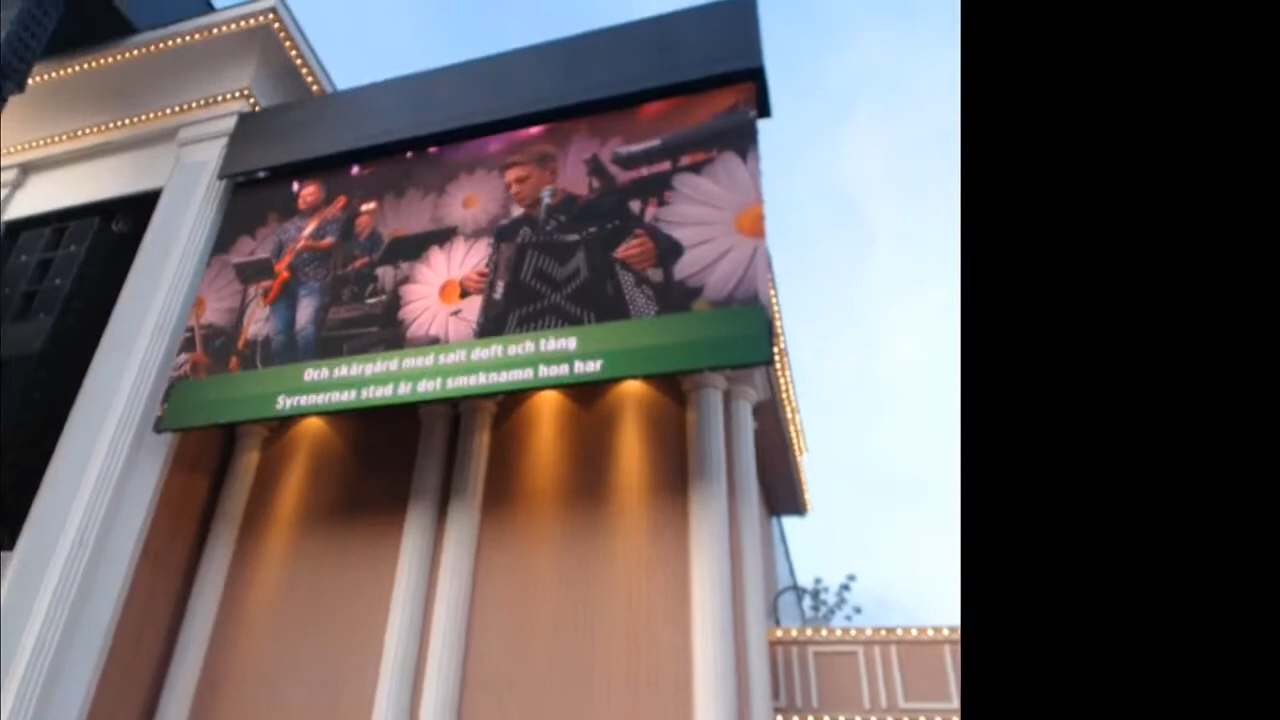 Och skärgård med salt doft och tång
Syrenernas stad är det smeknamn hon har